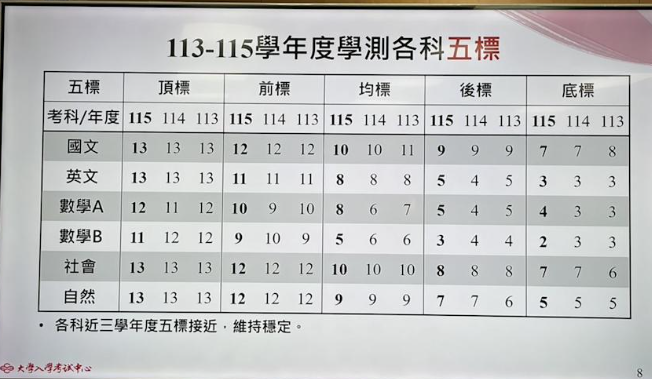 113-115學年度學測各科五標
五標 頂標 前標 均標 後標 底標
考科/年度 115 114 113 115 114 113 115 114 113 115 114 113 115 114 113
國文 13 13 13 12 12 12 10 10 11 9 9 9 7 7 8
英文 13 13 13 11 11 11 8 8 8 5 4 5 3 3 3
數學A 12 11 12 10 9 10 8 6 7 5 4 5 4 3 3
數學B 11 12 12 9 10 9 5 6 6 3 4 4 2 3 3
社會 13 13 13 12 12 12 10 10 10 8 8 8 7 7 6
自然 13 13 13 12 12 12 9 9 9 7 7 6 5 5 5
• 各科近三學年度五標接近，維持穩定。
大學入學考試中心
8